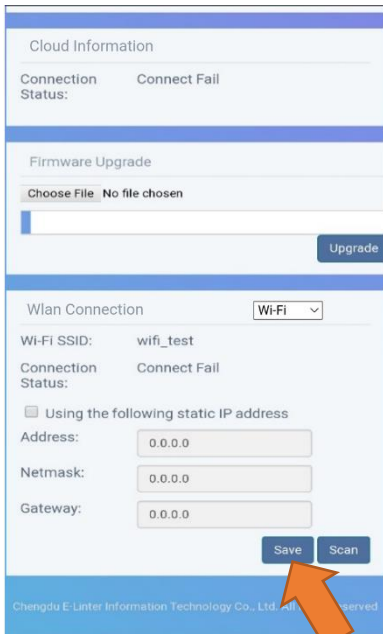 Cloud Information
Connection Status:
Connect Fail
Firmware Upgrade
Choose File No file chosen
Upgrade
Wlan Connection
Wi-Fi
Wi-Fi SSID: wifi_test
Connection Status:
Connect Fail
Using the following static IP address
Address: 0.0.0.0
Netmask: 0.0.0.0
Gateway: 0.0.0.0
Save Scan
Chengdu E-Linter Information Technology Co., Ltd. All